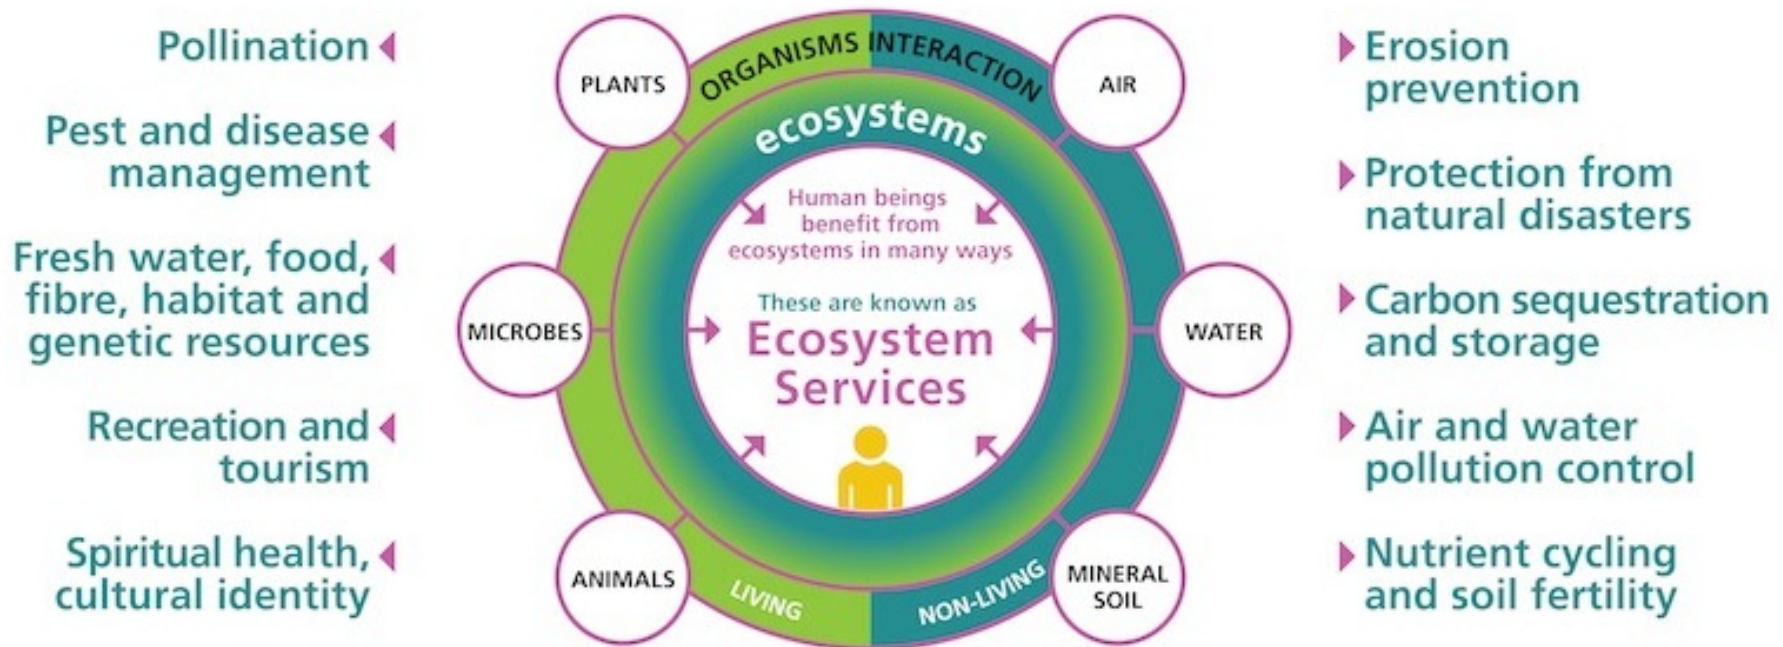 Pollination
Pest and disease
management
Fresh water, food,
fibre, habitat and
genetic resources
Recreation and
tourism
Spiritual health,
cultural identity
PLANTS
MICROBES
ANIMALS
ORGANISMS
INTERACTION
ecosystems
Human beings
benefit from
ecosystems in many ways
These are known as
Ecosystem
Services
LIVING
NON-LIVING
AIR
WATER
MINERAL
SOIL
Erosion
prevention
Protection from
natural disasters
Carbon sequestration
and storage
Air and water
pollution control
Nutrient cycling
and soil fertility